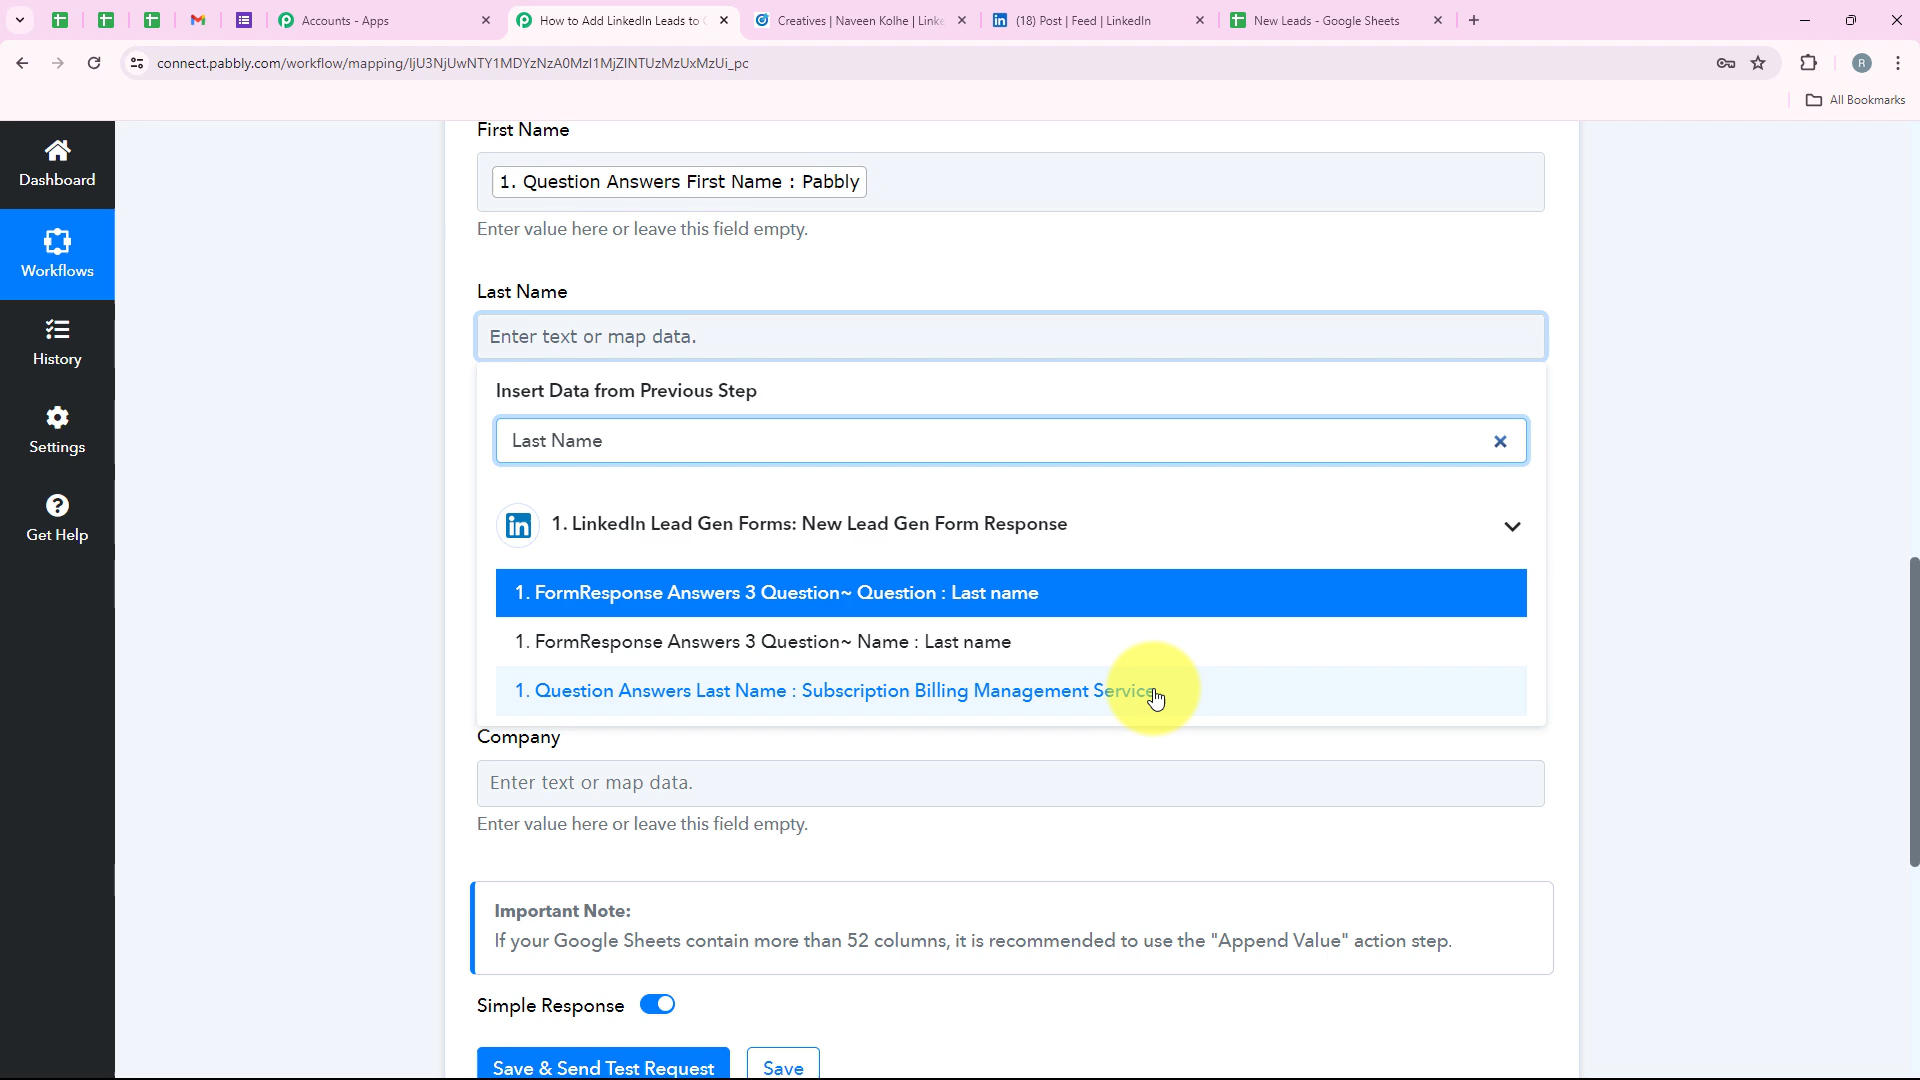 Accounts - Apps
How to Add LinkedIn Leads to
Creatives | Naveen Kolhe | Linke
(18) Post | Feed | LinkedIn
New Leads - Google Sheets
All Bookmarks
Dashboard
Workflows
History
Settings
Get Help
First Name
1. Question Answers First Name : Pabbly
Enter value here or leave this field empty.
Last Name
Enter text or map data.
Insert Data from Previous Step
Last Name
1. LinkedIn Lead Gen Forms: New Lead Gen Form Response
1. FormResponse Answers 3 Question~ Question : Last name
1. FormResponse Answers 3 Question~ Name : Last name
1. Question Answers Last Name : Subscription Billing Management Service
Company
Enter text or map data.
Enter value here or leave this field empty.
Important Note:
If your Google Sheets contain more than 52 columns, it is recommended to use the "Append Value" action step.
Simple Response
Save & Send Test Request
Save